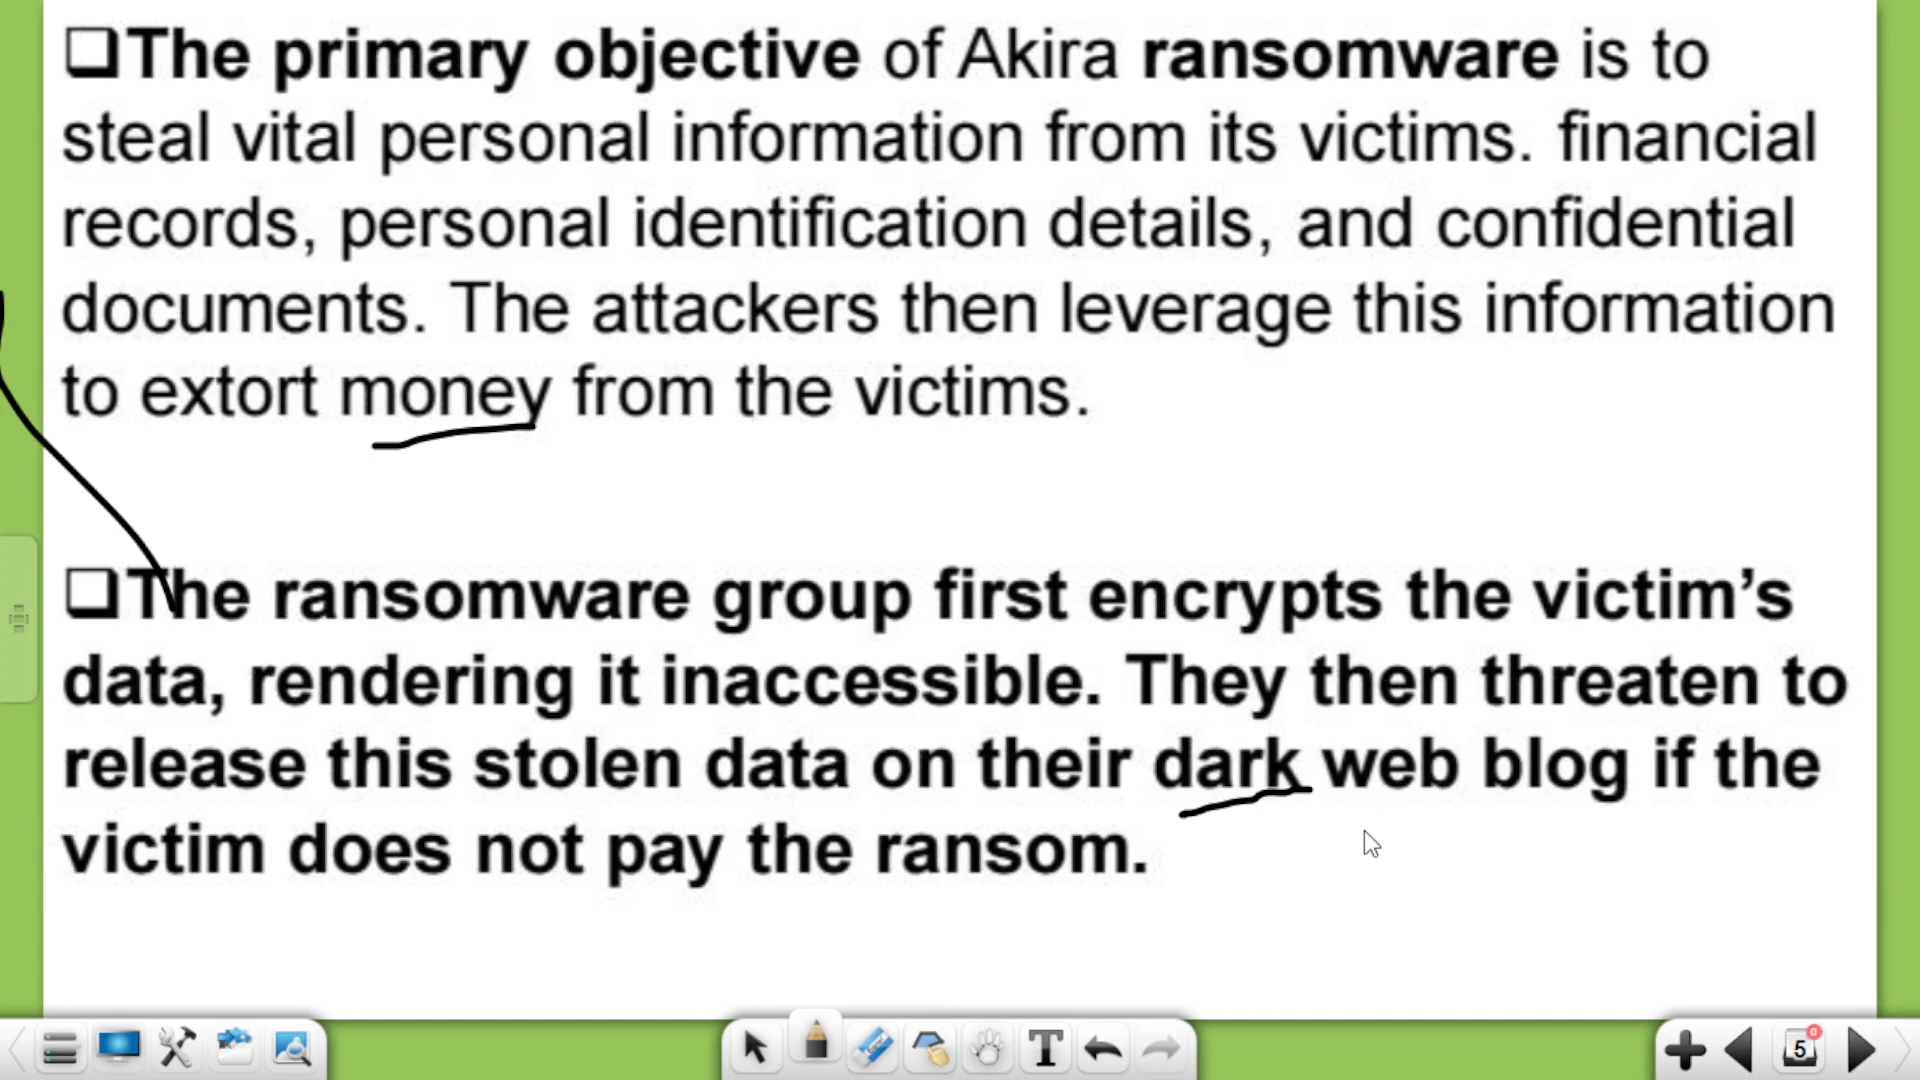 ❑The primary objective of Akira ransomware is to
steal vital personal information from its victims. financial
records, personal identification details, and confidential
documents. The attackers then leverage this information
to extort money from the victims.
❑The ransomware group first encrypts the victim’s
data, rendering it inaccessible. They then threaten to
release this stolen data on their dark web blog if the
victim does not pay the ransom.
T
5
0